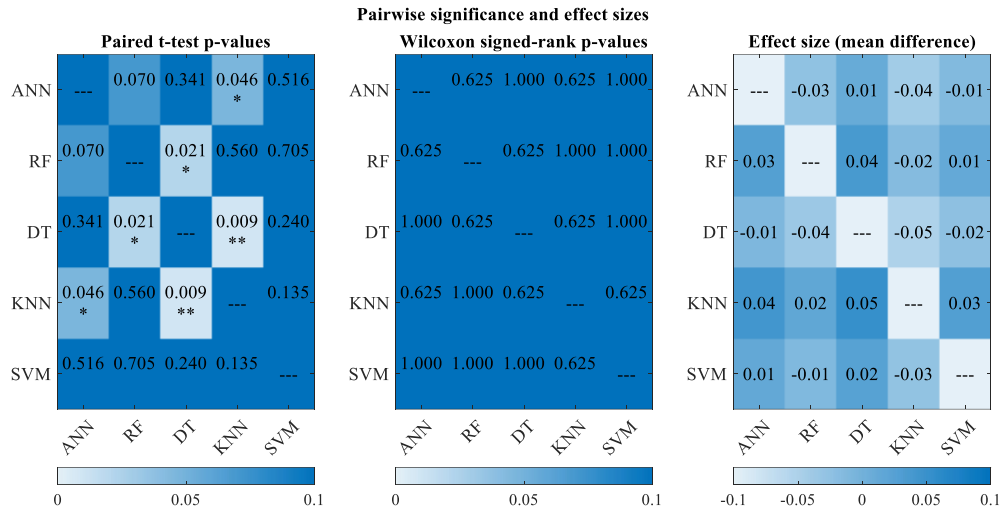 Pairwise significance and effect sizes
Paired t-test p-values
ANN --- 0.070 0.341 0.046 0.516
*
RF 0.070 --- 0.021 0.560 0.705
*
DT 0.341 0.021 --- 0.009 0.240
* **
KNN 0.046 0.560 0.009 --- 0.135
* **
SVM 0.516 0.705 0.240 0.135 ---
ANN RF DT KNN SVM
0 0.05 0.1
Wilcoxon signed-rank p-values
ANN --- 0.625 1.000 0.625 1.000
RF 0.625 --- 0.625 1.000 1.000
DT 1.000 0.625 --- 0.625 1.000
KNN 0.625 1.000 0.625 --- 0.625
SVM 1.000 1.000 1.000 0.625 ---
ANN RF DT KNN SVM
0 0.05 0.1
Effect size (mean difference)
ANN --- -0.03 0.01 -0.04 -0.01
RF 0.03 --- 0.04 -0.02 0.01
DT -0.01 -0.04 --- -0.05 -0.02
KNN 0.04 0.02 0.05 --- 0.03
SVM 0.01 -0.01 0.02 -0.03 ---
ANN RF DT KNN SVM
-0.1 -0.05 0 0.05 0.1